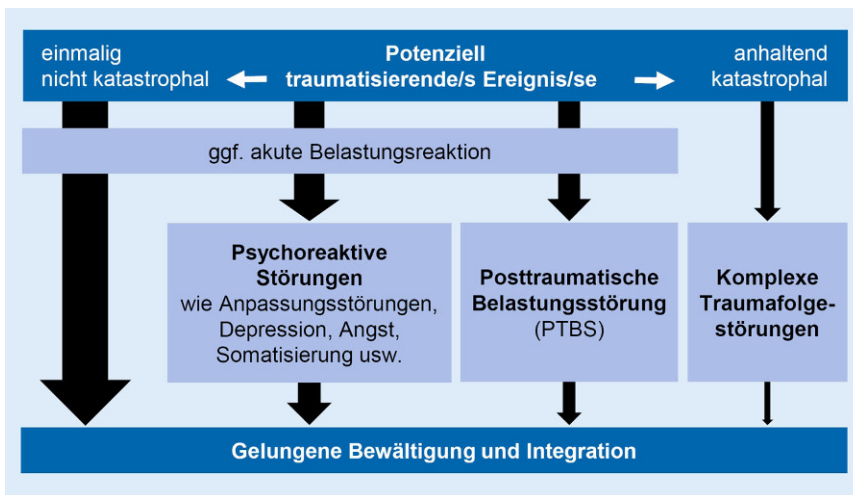 einmalig
nicht katastrophal
Potenziell
traumatisierende/s Ereignis/se
anhaltend
katastrophal
ggf. akute Belastungsreaktion
Psychoreaktive
Störungen
wie Anpassungsstörungen,
Depression, Angst,
Somatisierung usw.
Posttraumatische
Belastungsstörung
(PTBS)
Komplexe
Traumafolge-
störungen
Gelungene Bewältigung und Integration